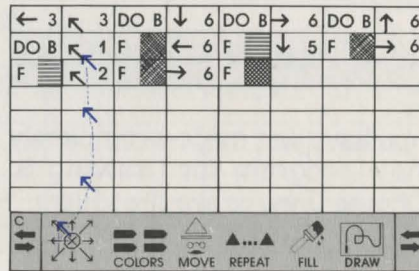 ← 3 ↖ 3 DO B ↓ 6 DO B → 6 DO B ↑ 6
DO B ↖ 1 F ← 6 F ↓ 5 F → 6
F ↖ 2 F → 6 F
C
COLORS MOVE REPEAT FILL DRAW